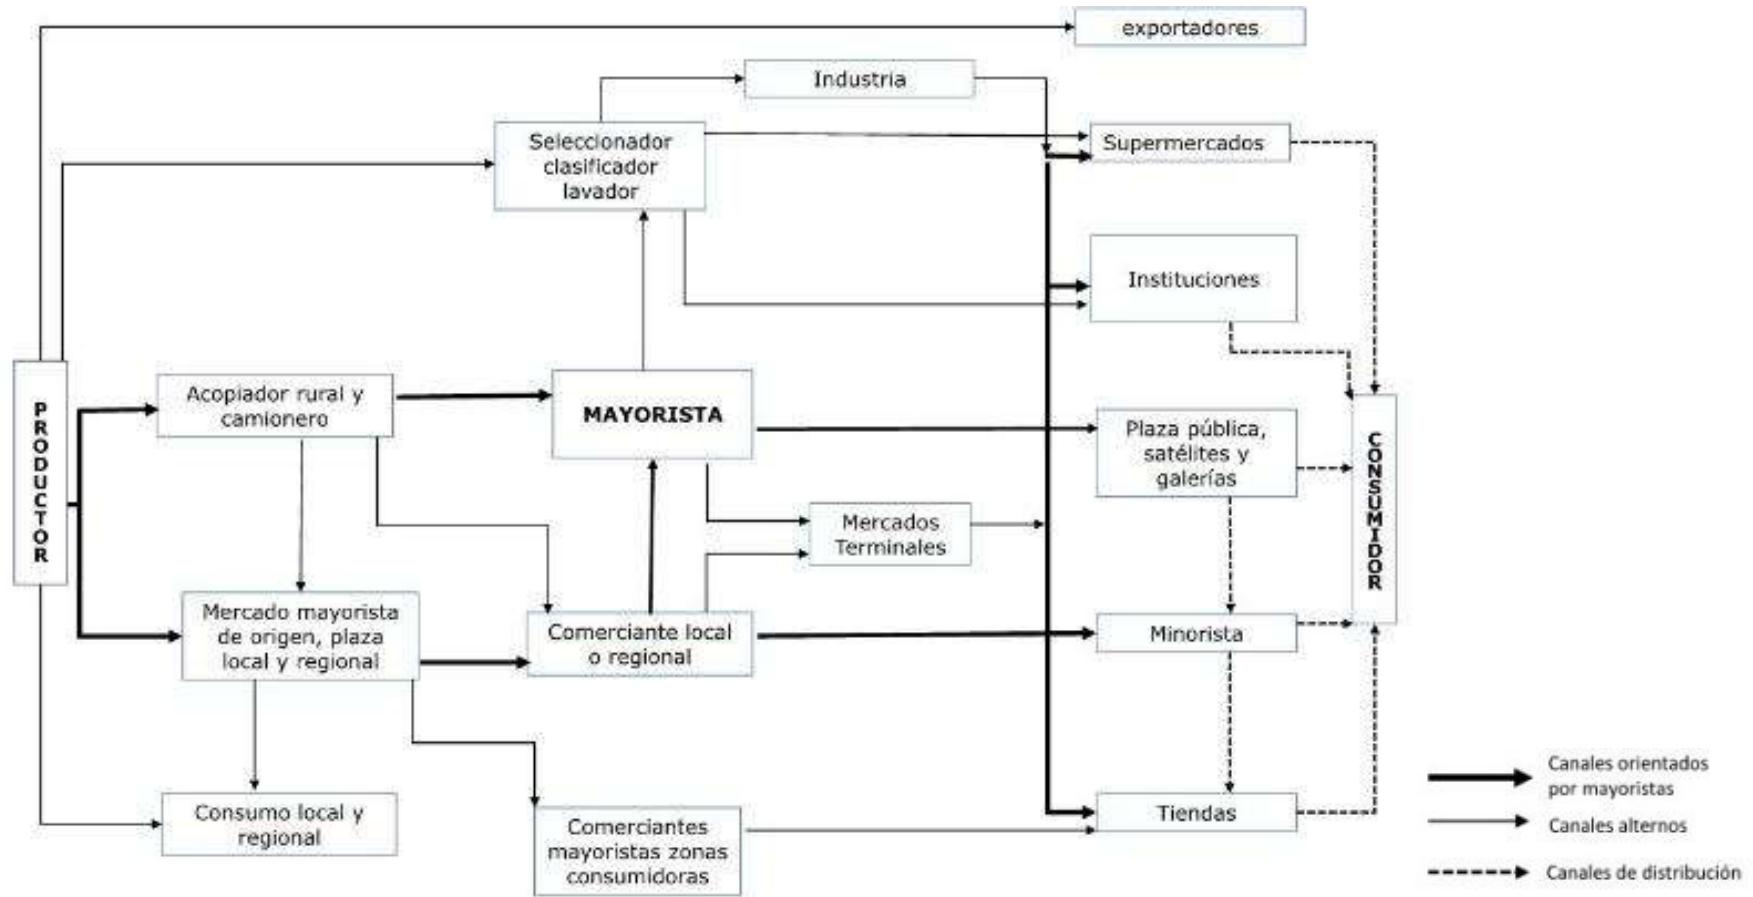 exportadores
Industria
Seleccionador
clasificador
lavador
Supermercados
Instituciones
PRODUCTOR
Acopiador rural y
camionero
MAYORISTA
Plaza pública,
satélites y
galerías
CONSUMIDOR
Mercados
Terminales
Mercado mayorista
de origen, plaza
local y regional
Comerciante local
o regional
Minorista
Consumo local y
regional
Comerciantes
mayoristas zonas
consumidoras
Tiendas
Canales orientados
por mayoristas
Canales alternos
Canales de distribución